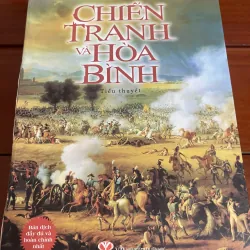 CHIẾN
TRANH
VÀ HÒA
BÌNH
Tiểu thuyết
Bản dịch
đầy đủ và
hoàn chỉnh
nhất